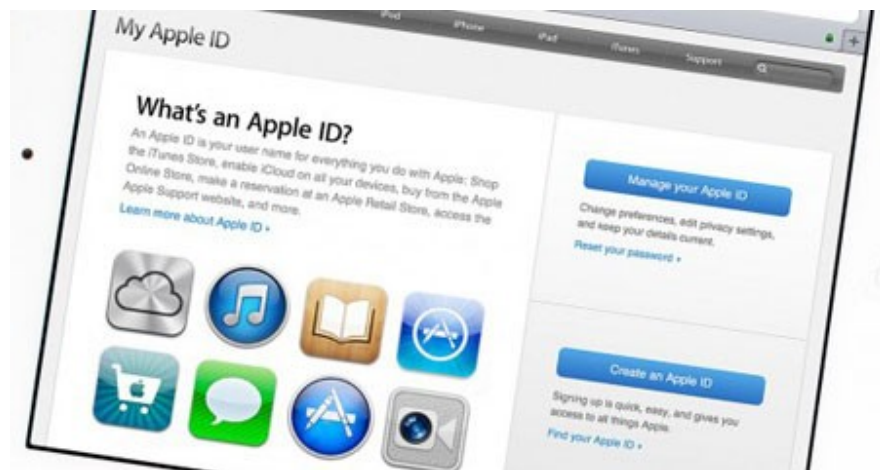 iPod iPhone iPad iTunes Support
My Apple ID
What's an Apple ID?
An Apple ID is your user name for everything you do with Apple: Shop
the iTunes Store, enable iCloud on all your devices, buy from the Apple
Online Store, make a reservation at an Apple Retail Store, access the
Apple Support website, and more.
Learn more about Apple ID ›
Manage your Apple ID
Change preferences, edit privacy settings,
and keep your details current.
Reset your password ›
Create an Apple ID
Signing up is quick, easy, and gives you
access to all things Apple.
Find your Apple ID ›